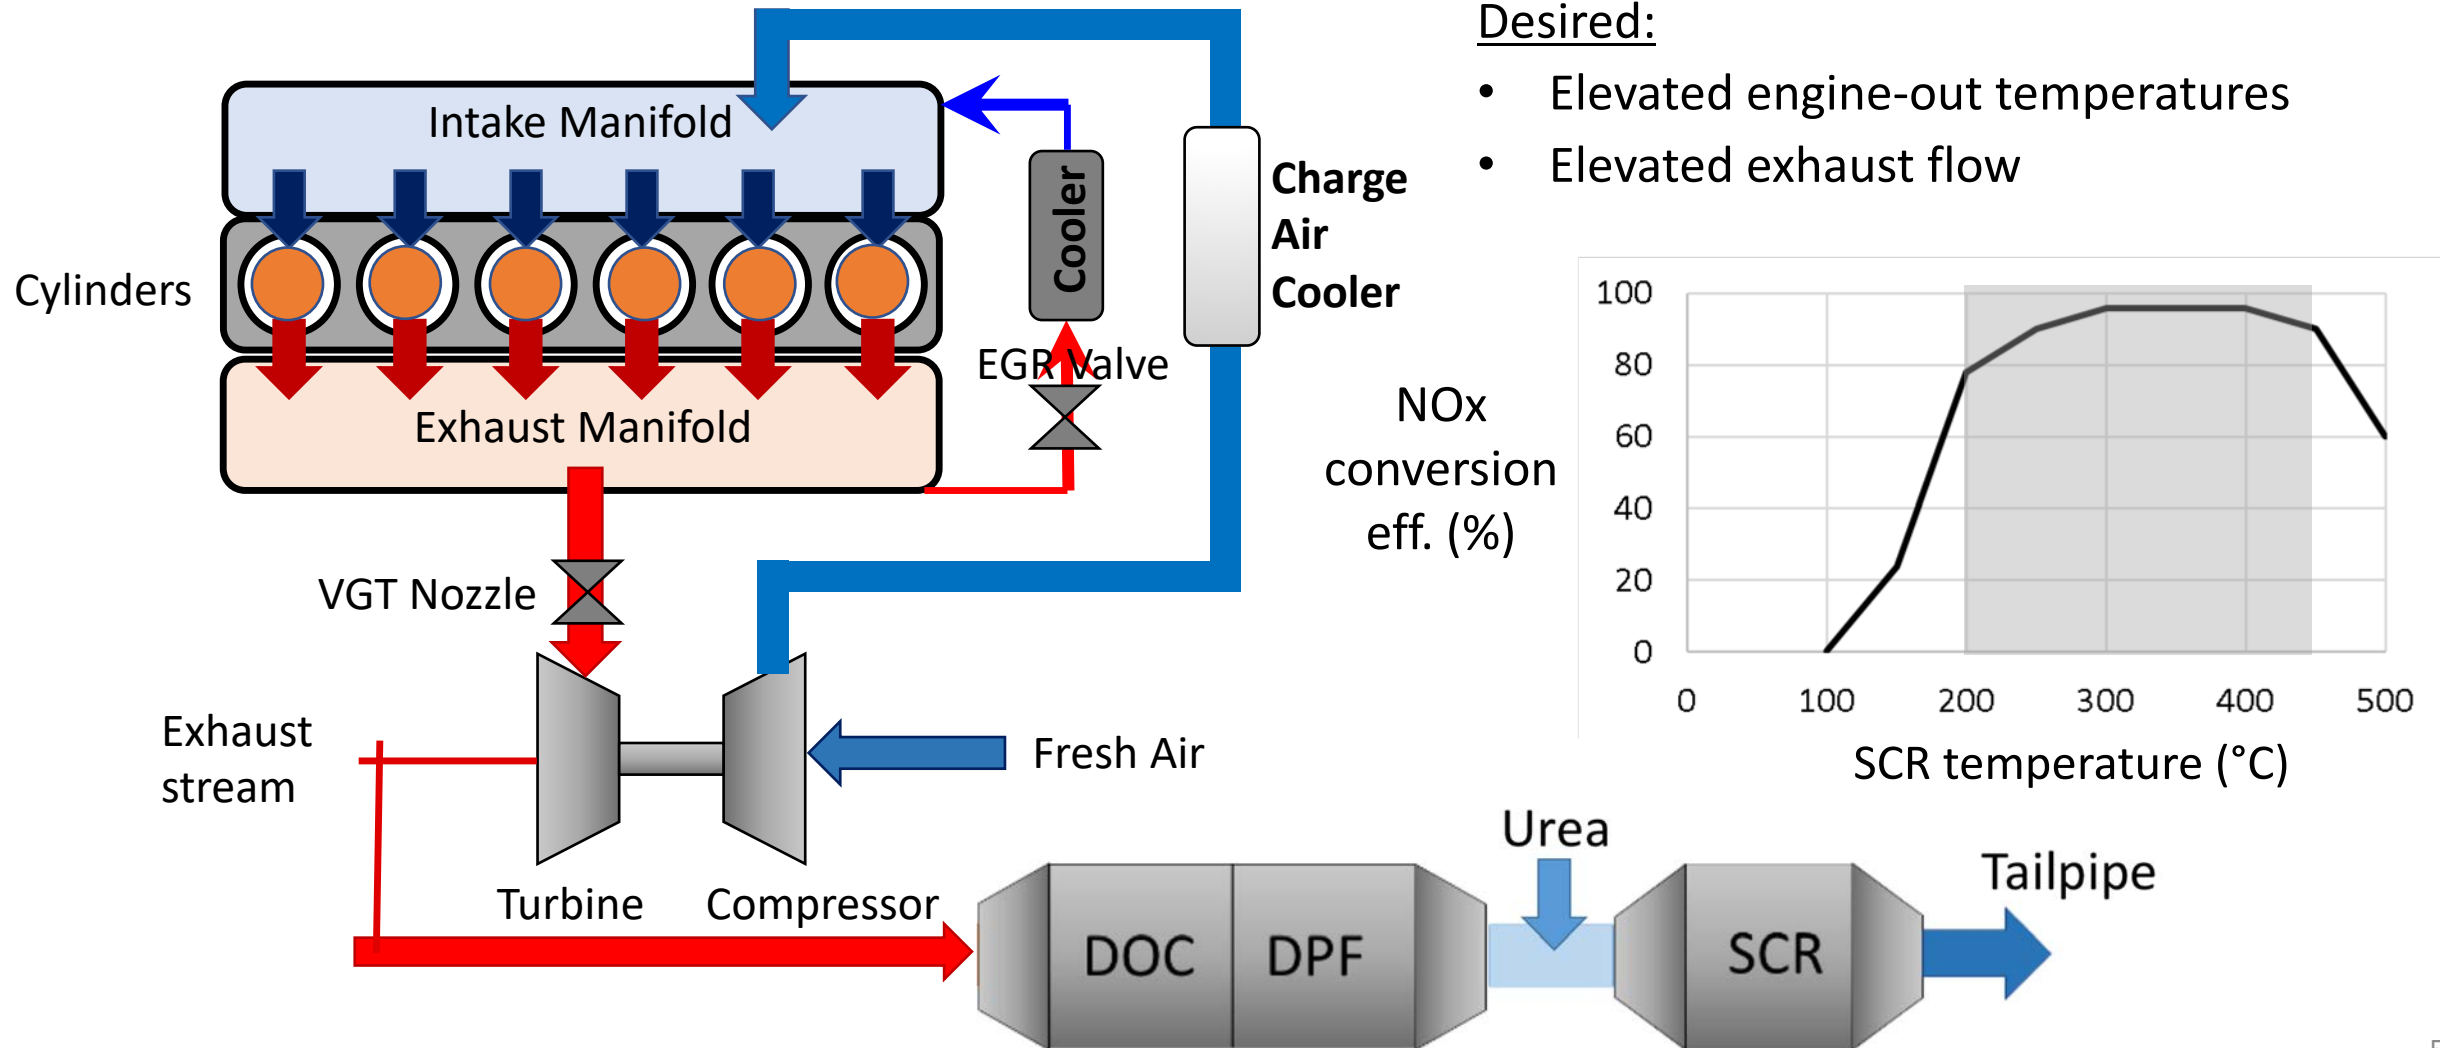 Desired:
• Elevated engine-out temperatures
• Elevated exhaust flow
Intake Manifold
Cooler
Charge
Air
Cooler
Cylinders
EGR Valve
Exhaust Manifold
VGT Nozzle
Exhaust
stream
Fresh Air
Turbine
Compressor
NOx
conversion
eff. (%)
100
80
60
40
20
0
0 100 200 300 400 500
SCR temperature (°C)
Urea
Tailpipe
DOC
DPF
SCR